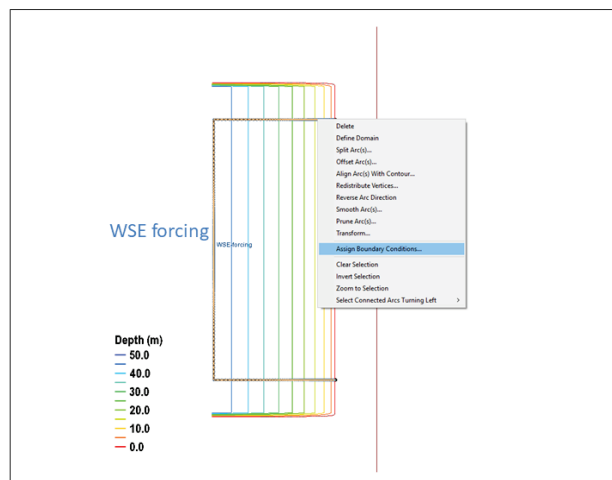 Delete
Define Domain
Split Arc(s)...
Offset Arc(s)...
Align Arc(s) With Contour...
Redistribute Vertices...
Reverse Arc Direction
Smooth Arc(s)...
Prune Arc(s)...
Transform...
Assign Boundary Conditions...
Clear Selection
Invert Selection
Zoom to Selection
Select Connected Arcs Turning Left
WSE forcing
WSE-forcing
Depth (m)
50.0
40.0
30.0
20.0
10.0
0.0